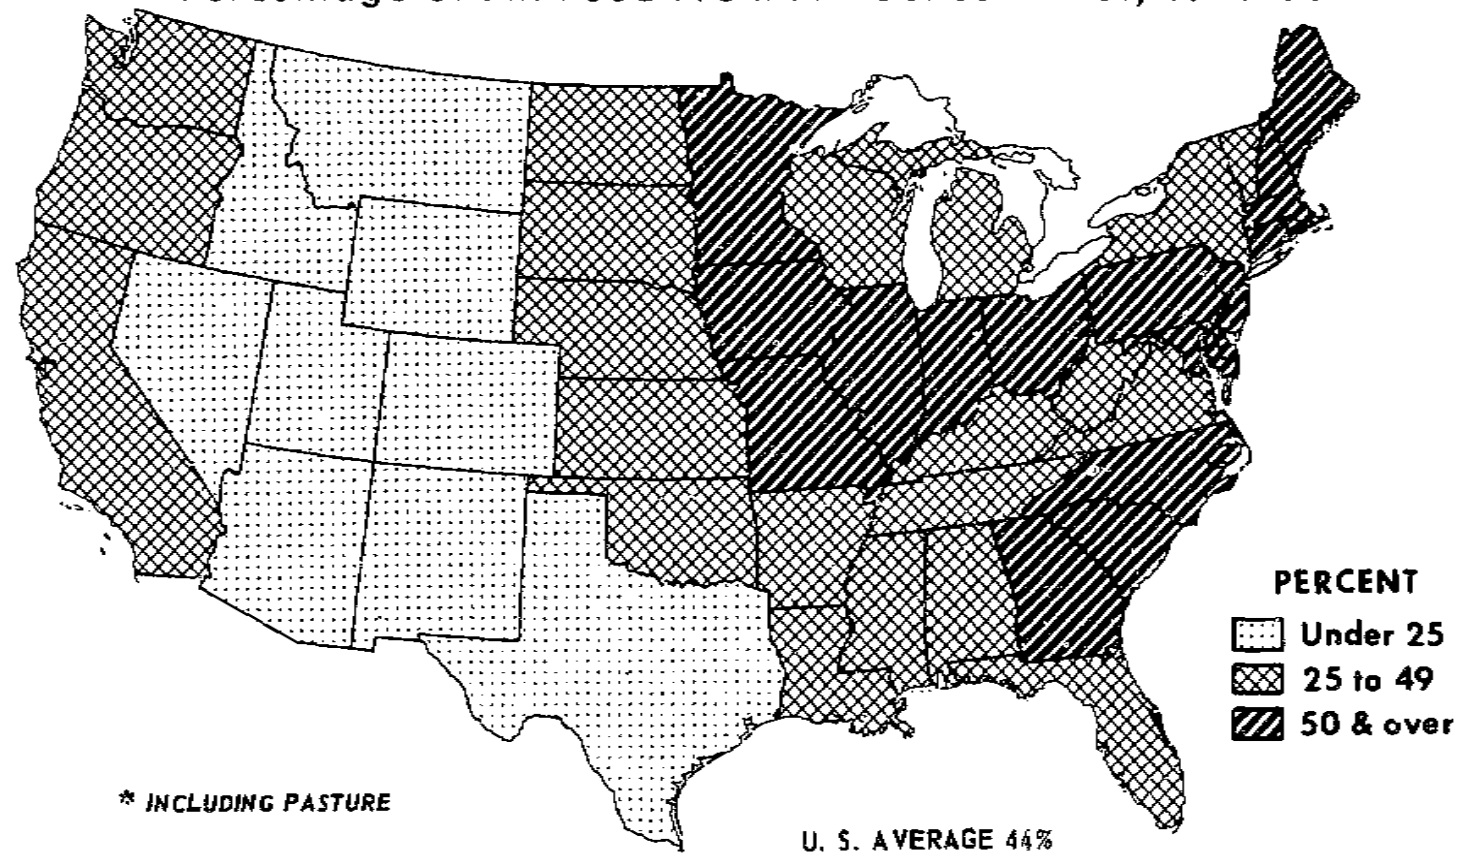 PERCENT
Under 25
25 to 49
50 & over
* INCLUDING PASTURE
U. S. AVERAGE 44%